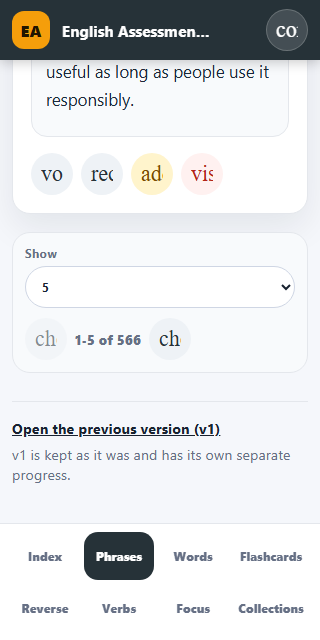 EA English Assessmen...
useful as long as people use it
responsibly.
Show
5
1-5 of 566
Open the previous version (v1)
v1 is kept as it was and has its own separate
progress.
Index Phrases Words Flashcards
Reverse Verbs Focus Collections